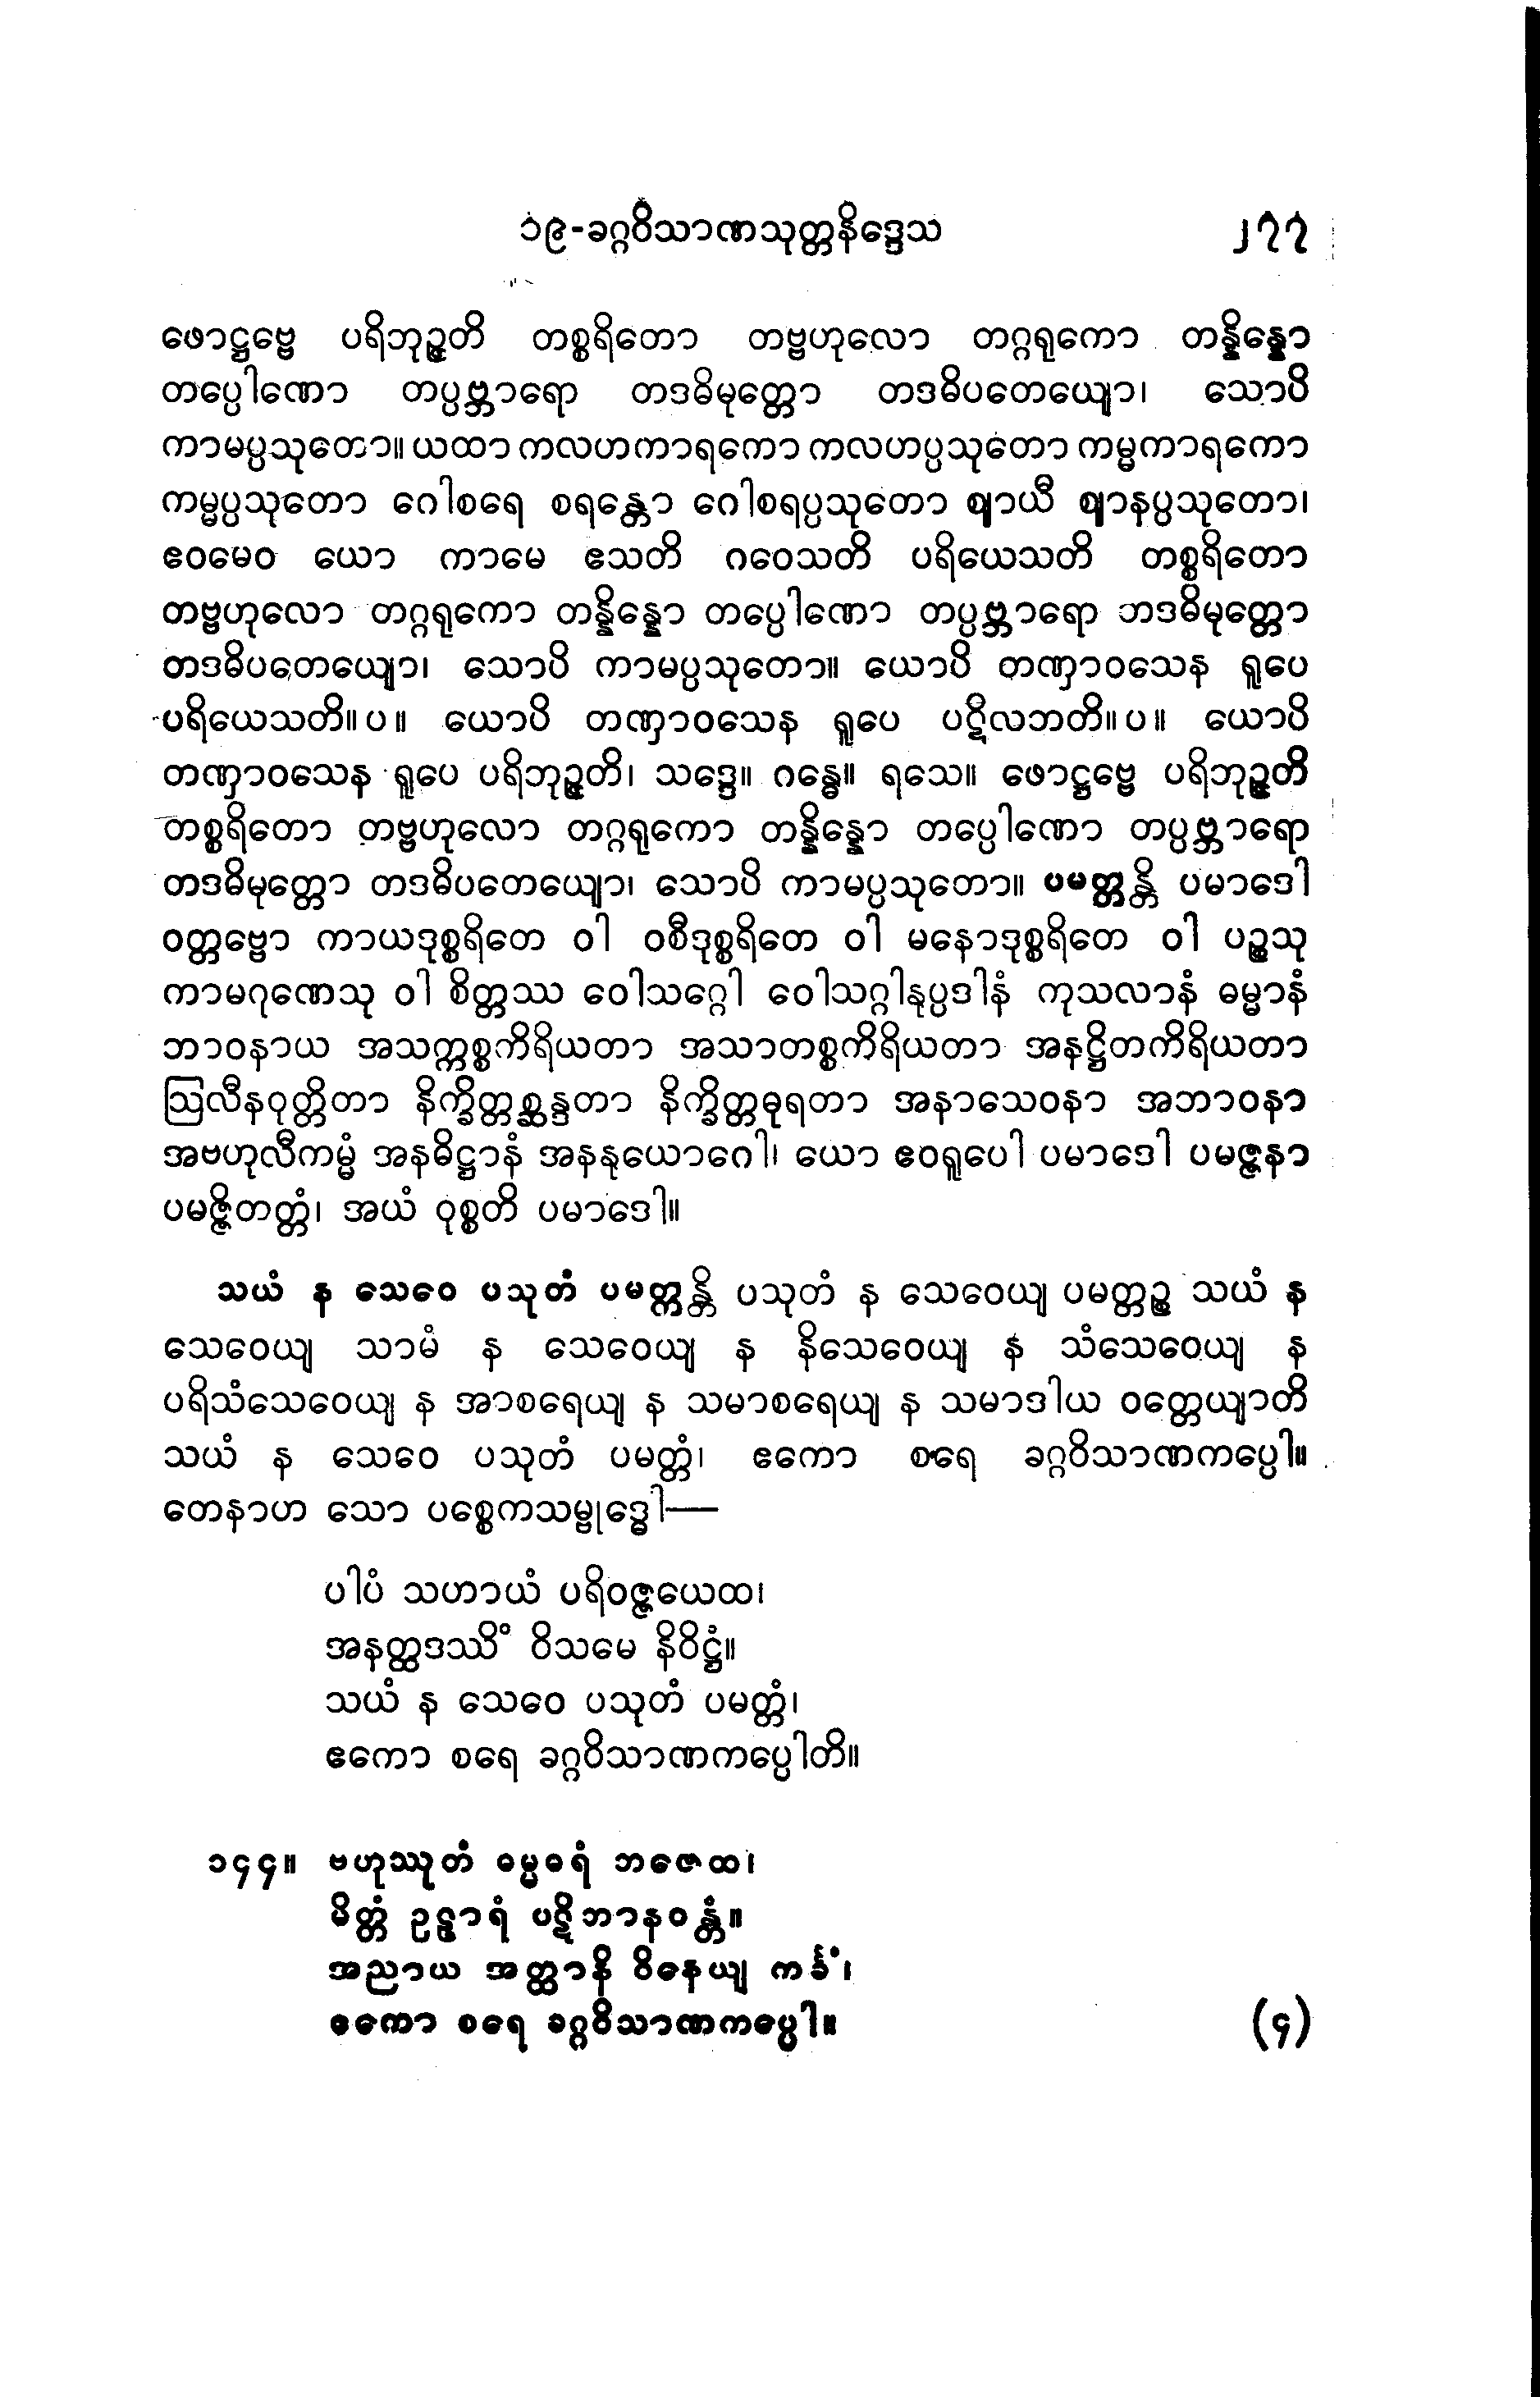 ၁၉-ခဂ္ဂဝိသာဏသုတ္တနိဒ္ဒေသ ၂၇၇
ဖောဋ္ဌဗ္ဗေ ပရိဘုဉ္ဇတိ တစ္စရိတော တဗ္ဗဟုလော တဂ္ဂရုကော တန္နိန္နော
တပ္ပေါဏော တပ္ပဗ္ဘာရော တဒဓိမုတ္တော တဒဓိပတေယျော၊ သောပိ
ကာမပ္ပသုတော။ ယထာ ကလဟကာရကော ကလဟပ္ပသုတော ကမ္မကာရကော
ကမ္မပ္ပသုတော ဂေါစရေ စရန္တော ဂေါစရပ္ပသုတော ဈာယီ ဈာနပ္ပသုတော၊
ဧဝမေဝ ယော ကာမေ ဧသတိ ဂဝေသတိ ပရိယေသတိ တစ္စရိတော
တဗ္ဗဟုလော တဂ္ဂရုကော တန္နိန္နော တပ္ပေါဏော တပ္ပဗ္ဘာရော တဒဓိမုတ္တော
တဒဓိပတေယျော၊ သောပိ ကာမပ္ပသုတော။ ယောပိ တဏှာဝသေန ရူပေ
ပရိယေသတိ။ပ။ ယောပိ တဏှာဝသေန ရူပေ ပဋိလဘတိ။ပ။ ယောပိ
တဏှာဝသေန ရူပေ ပရိဘုဉ္ဇတိ၊ သဒ္ဒေ။ ဂန္ဓေ။ ရသေ။ ဖောဋ္ဌဗ္ဗေ ပရိဘုဉ္ဇတိ
တစ္စရိတော တဗ္ဗဟုလော တဂ္ဂရုကော တန္နိန္နော တပ္ပေါဏော တပ္ပဗ္ဘာရော
တဒဓိမုတ္တော တဒဓိပတေယျော၊ သောပိ ကာမပ္ပသုတော။ ပမတ္တန္တိ ပမာဒေါ
ဝတ္တဗ္ဗော ကာယဒုစ္စရိတေ ဝါ ဝစီဒုစ္စရိတေ ဝါ မနောဒုစ္စရိတေ ဝါ ပဉ္စသု
ကာမဂုဏေသု ဝါ စိတ္တဿ ဝေါသဂ္ဂေါ ဝေါသဂ္ဂါနုပ္ပဒါနံ ကုသလာနံ ဓမ္မာနံ
ဘာဝနာယ အသက္ကစ္စကိရိယတာ အသာတစ္စကိရိယတာ အနဋ္ဌိတကိရိယတာ
ဩလီနဝုတ္တိတာ နိက္ခိတ္တစ္ဆန္ဒတာ နိက္ခိတ္တဓုရတာ အနာသေဝနာ အဘာဝနာ
အဗဟုလီကမ္မံ အနဓိဋ္ဌာနံ အနနုယောဂေါ၊ ယော ဧဝရူပေါ ပမာဒေါ ပမဇ္ဇနာ
ပမဇ္ဇိတတ္တံ၊ အယံ ဝုစ္စတိ ပမာဒေါ။
သယံ န သေဝေ ပသုတံ ပမတ္တန္တိ ပသုတံ န သေဝေယျ ပမတ္တဉ္စ သယံ န
သေဝေယျ သာမံ န သေဝေယျ န နိသေဝေယျ န သံသေဝေယျ န
ပရိသံသေဝေယျ န အာစရေယျ န သမာစရေယျ န သမာဒါယ ဝတ္တေယျာတိ
သယံ န သေဝေ ပသုတံ ပမတ္တံ၊ ဧကော စရေ ခဂ္ဂဝိသာဏကပ္ပေါ။
တေနာဟ သော ပစ္စေကသမ္ဗုဒ္ဓေါ—
ပါပံ သဟာယံ ပရိဝဇ္ဇယေထ၊
အနတ္ထဒဿိံ ဝိသမေ နိဝိဋ္ဌံ။
သယံ န သေဝေ ပသုတံ ပမတ္တံ၊
ဧကော စရေ ခဂ္ဂဝိသာဏကပ္ပေါတိ။
၁၄၄။ ဗဟုဿုတံ ဓမ္မဓရံ ဘဇေထ၊
မိတ္တံ ဥဠာရံ ပဋိဘာနဝန္တံ။
အညာယ အတ္ထာနိ ဝိနေယျ ကင်္ခံ၊
ဧကော စရေ ခဂ္ဂဝိသာဏကပ္ပေါ။ (၄)